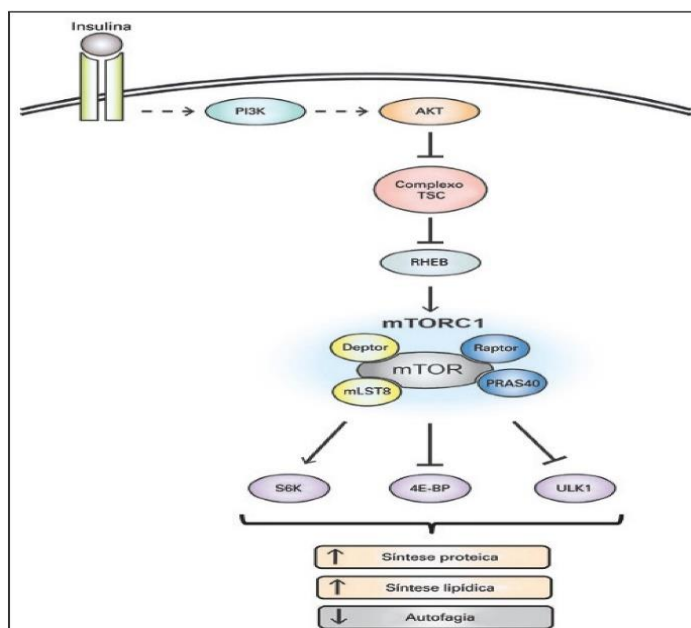 Insulina
PI3K
AKT
Complexo
TSC
RHEB
mTORC1
Deptor
Raptor
mTOR
mLST8
PRAS40
S6K
4E-BP
ULK1
Síntese proteica
Síntese lipídica
Autofagia